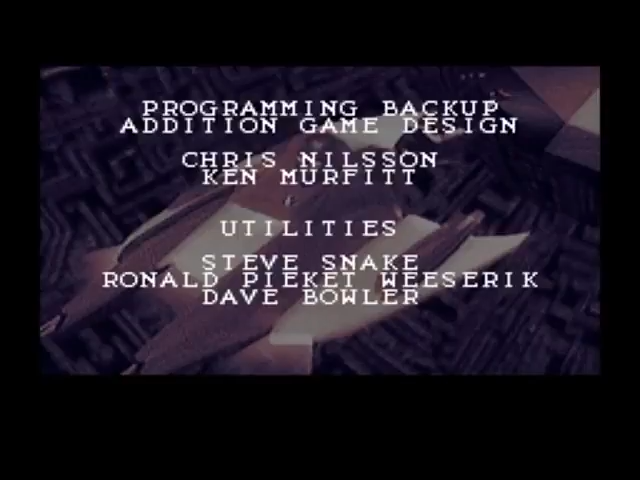 PROGRAMMING BACKUP
ADDITION GAME DESIGN
CHRIS NILSSON
KEN MURFITT
UTILITIES
STEVE SNAKE
RONALD PIEKET WEESERIK
DAVE BOWLER